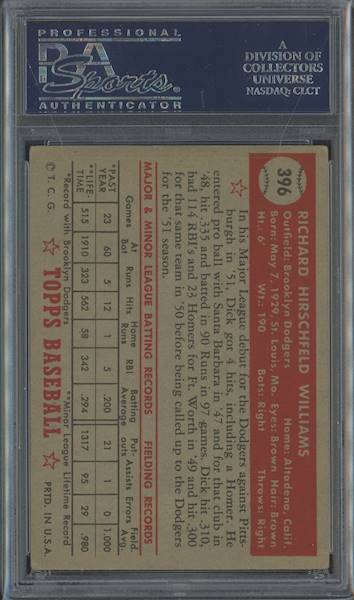 PROFESSIONAL
PSA
Sports
AUTHENTICATOR
A
DIVISION OF
COLLECTORS
UNIVERSE
NASDAQ: CLCT
396
RICHARD HIRSCHFELD WILLIAMS
Outfield: Brooklyn Dodgers Home: Altadena, Calif.
Born: May 7, 1929, St. Louis, Mo. Eyes: Brown Hair: Brown
Ht.: 6' Wt.: 190 Bats: Right Throws: Right
In his Major League debut for the Dodgers against Pitts-
burgh in '51, Dick got 4 hits, including a Homer. He
entered pro ball with Santa Barbara in '47 and for that club in
'48, hit .335 and batted in 90 Runs in 97 games. Dick hit .310,
had 114 RBI's and 23 Homers for Ft. Worth in '49 and hit .300
for that same team in '50 before being called up to the Dodgers
for the '51 season.
MAJOR & MINOR LEAGUE BATTING RECORDS FIELDING RECORDS
Games At Bat Runs Hits Home Runs RBI Batting Average Put-outs Assists Errors Field. Avg.
*PAST YEAR 23 60 5 12 1 5 .200 20 1 0 1.000
**LIFE-TIME 515 1910 323 562 58 342 .294 1317 95 29 .980
*Record with Brooklyn Dodgers **Minor League Lifetime Record
© T.C.G. TOPPS BASEBALL PRTD. IN U.S.A.